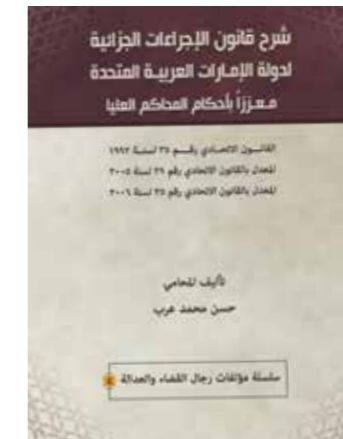 شرح قانون الإجراءات الجزائية
لدولة الإمارات العربية المتحدة
معززاً بأحكام المحاكم العليا
القانون الاتحادي رقم ٣٥ لسنة ١٩٩٢
المعدل بالقانون الاتحادي رقم ٢٩ لسنة ٢٠٠٥
المعدل بالقانون الاتحادي رقم ٣٥ لسنة ٢٠٠٦
تأليف المحامي
حسن محمد عرب
سلسلة مؤلفات رجال القضاء والعدالة